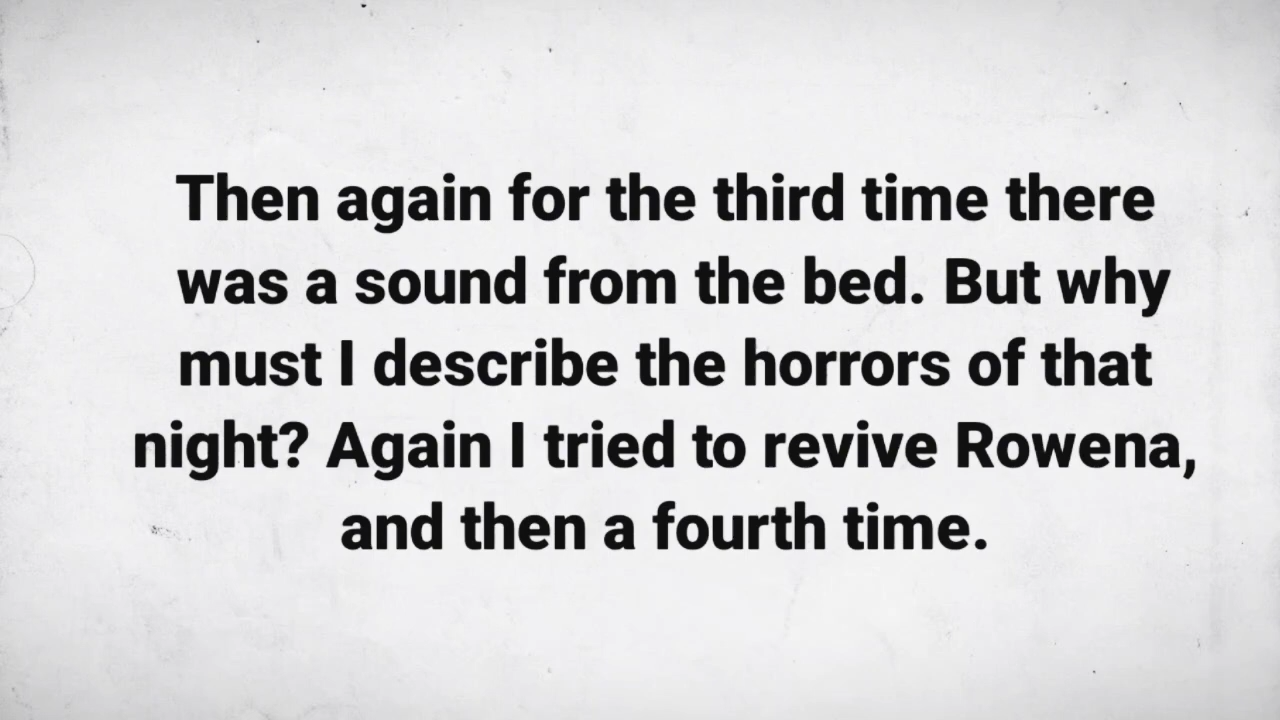 Then again for the third time there
was a sound from the bed. But why
must I describe the horrors of that
night? Again I tried to revive Rowena,
and then a fourth time.